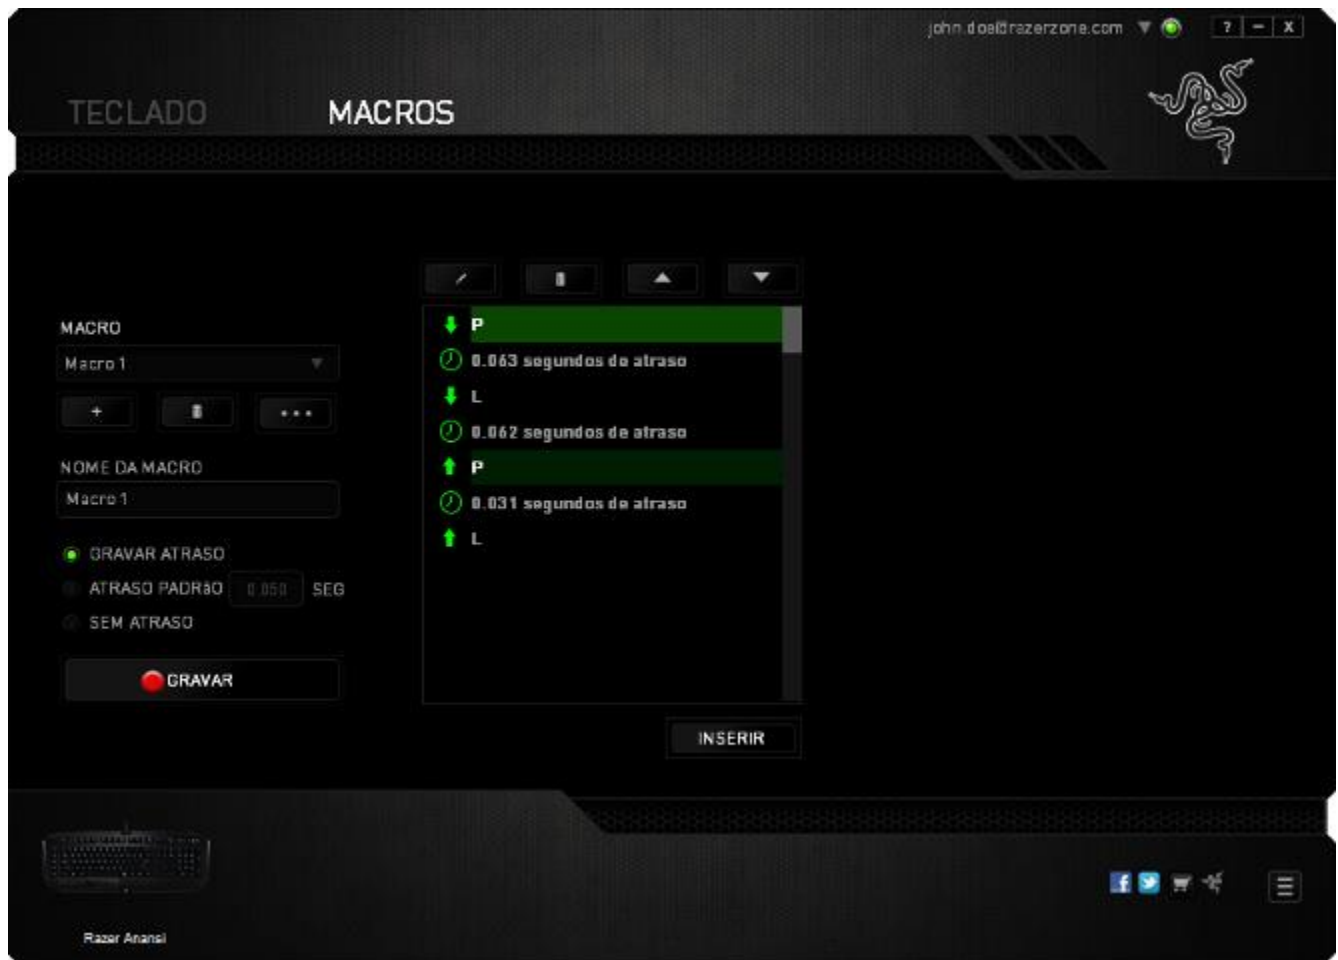 john.doe@razerzone.com
? – X
TECLADO MACROS
MACRO
Macro 1
+ ...
NOME DA MACRO
Macro 1
GRAVAR ATRASO
ATRASO PADRãO 0.050 SEG
SEM ATRASO
GRAVAR
P
0.063 segundos de atraso
L
0.062 segundos de atraso
P
0.031 segundos de atraso
L
INSERIR
Razer Anansi